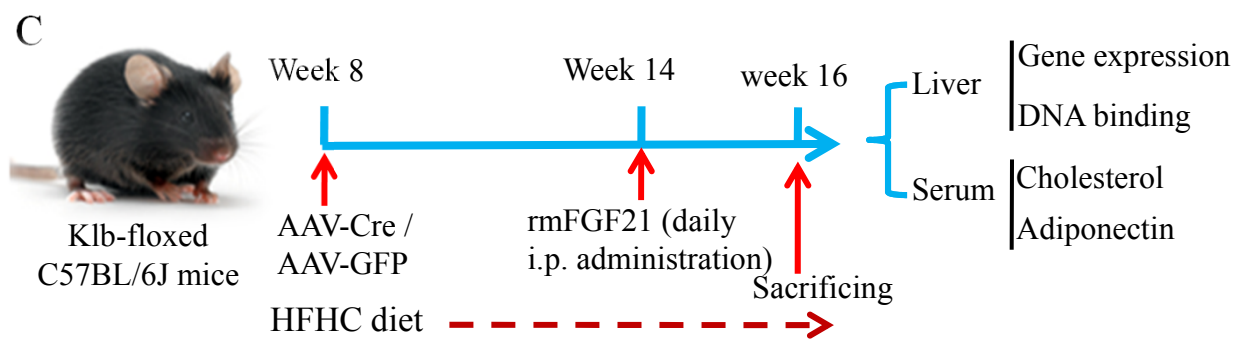 C
Week 8
Week 14
week 16
Liver
Gene expression
DNA binding
Serum
Cholesterol
Adiponectin
Klb-floxed
C57BL/6J mice
AAV-Cre /
AAV-GFP
rmFGF21 (daily
i.p. administration)
Sacrificing
HFHC diet